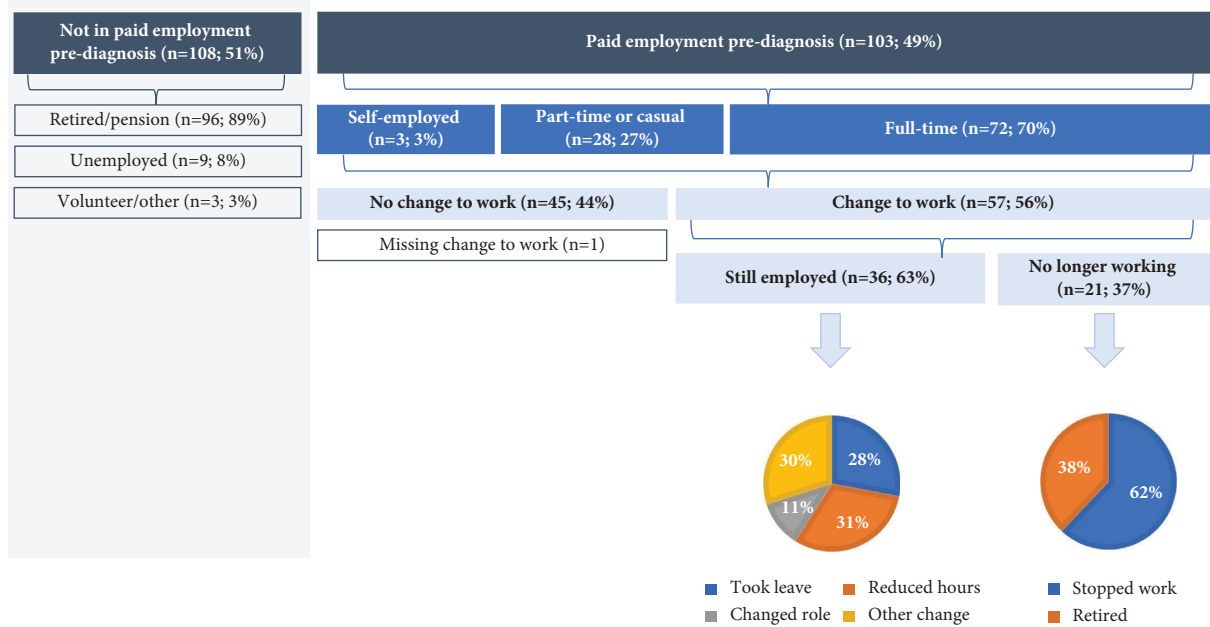 Not in paid employment
pre-diagnosis (n=108; 51%)
Paid employment pre-diagnosis (n=103; 49%)
Retired/pension (n=96; 89%)
Unemployed (n=9; 8%)
Volunteer/other (n=3; 3%)
Self-employed
(n=3; 3%)
Part-time or casual
(n=28; 27%)
Full-time (n=72; 70%)
No change to work (n=45; 44%)
Change to work (n=57; 56%)
Missing change to work (n=1)
Still employed (n=36; 63%)
No longer working
(n=21; 37%)
30%
28%
11%
31%
38%
62%
Took leave
Reduced hours
Changed role
Other change
Stopped work
Retired